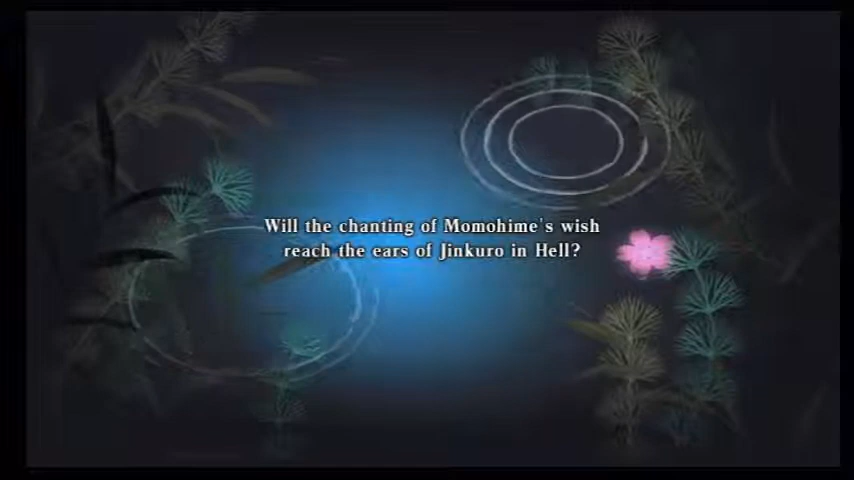 Will the chanting of Momohime's wish
reach the ears of Jinkuro in Hell?